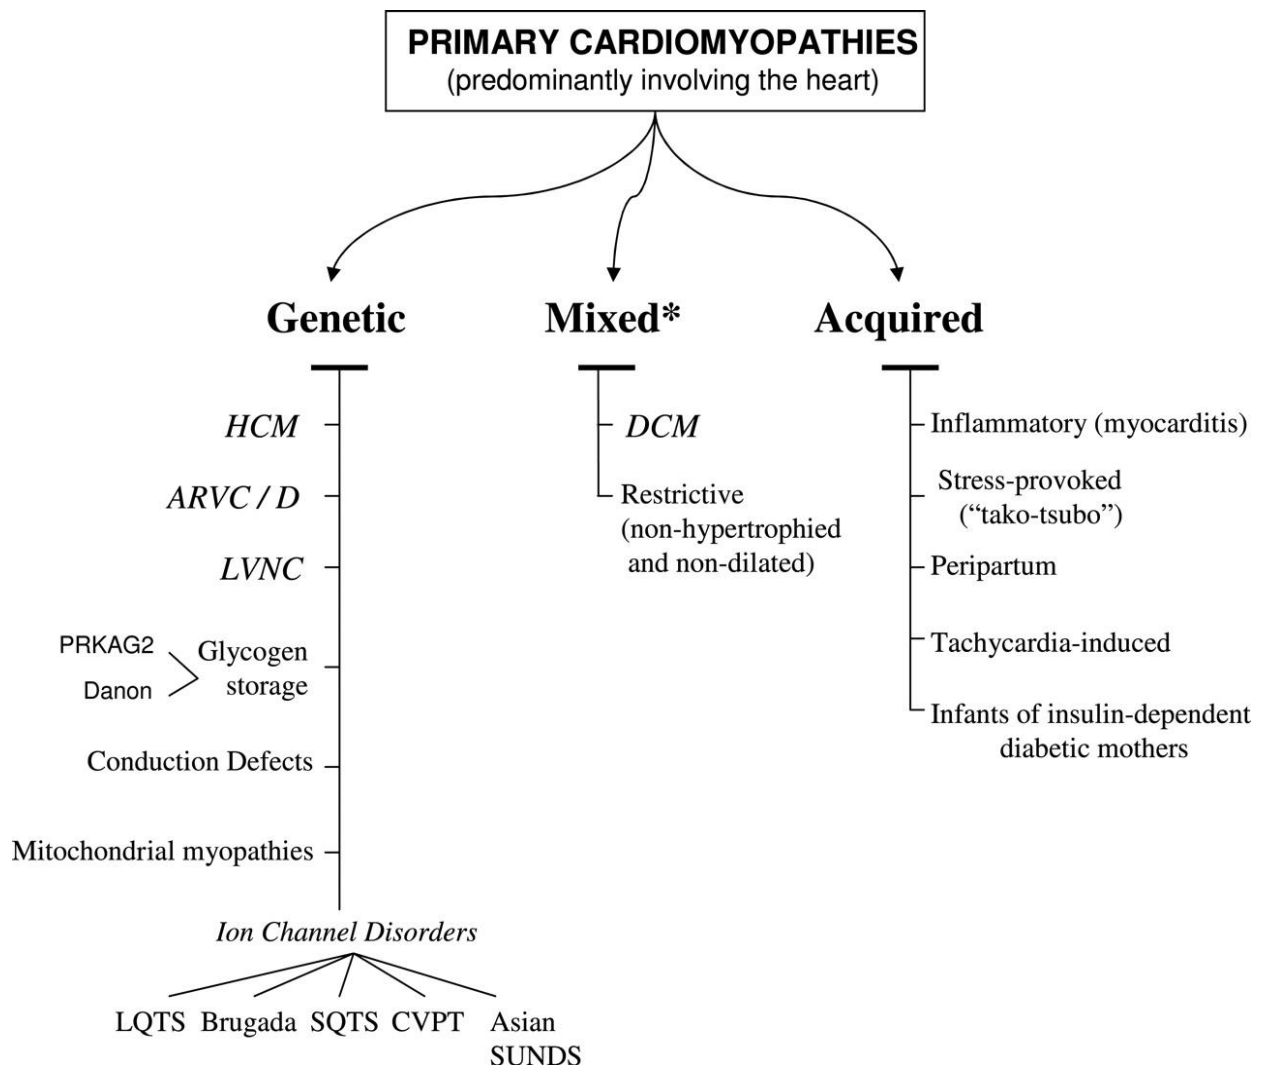 PRIMARY CARDIOMYOPATHIES
(predominantly involving the heart)
Genetic
Mixed*
Acquired
HCM
ARVC / D
LVNC
PRKAG2
Danon
Glycogen
storage
Conduction Defects
Mitochondrial myopathies
Ion Channel Disorders
LQTS
Brugada
SQTS
CVPT
Asian
SUNDS
DCM
Restrictive
(non-hypertrophied
and non-dilated)
Inflammatory (myocarditis)
Stress-provoked
(“tako-tsubo”)
Peripartum
Tachycardia-induced
Infants of insulin-dependent
diabetic mothers